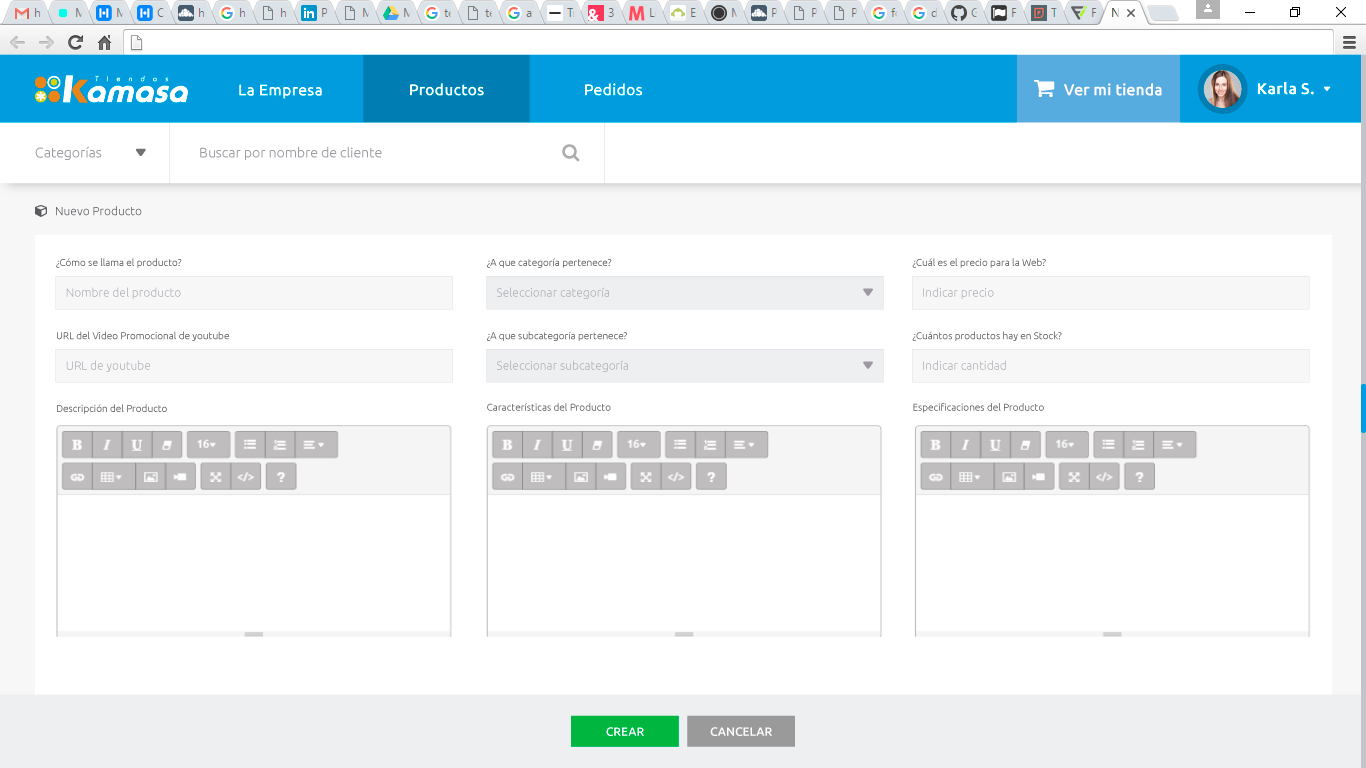 Tiendas
Kamasa
La Empresa
Productos
Pedidos
Ver mi tienda
Karla S.
Categorías
Buscar por nombre de cliente
Nuevo Producto
¿Cómo se llama el producto? ¿A que categoría pertenece? ¿Cuál es el precio para la Web?
Nombre del producto Seleccionar categoría Indicar precio
URL del Video Promocional de youtube ¿A que subcategoría pertenece? ¿Cuántos productos hay en Stock?
URL de youtube Seleccionar subcategoría Indicar cantidad
Descripción del Producto Características del Producto Especificaciones del Producto
B I U 16 B I U 16 B I U 16
</> ? </> ? </> ?
CREAR CANCELAR